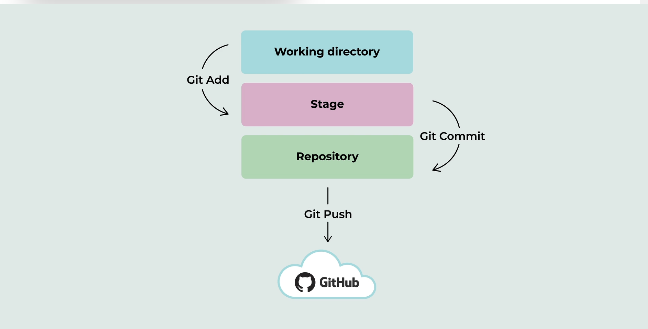 Working directory
Git Add
Stage
Git Commit
Repository
Git Push
GitHub